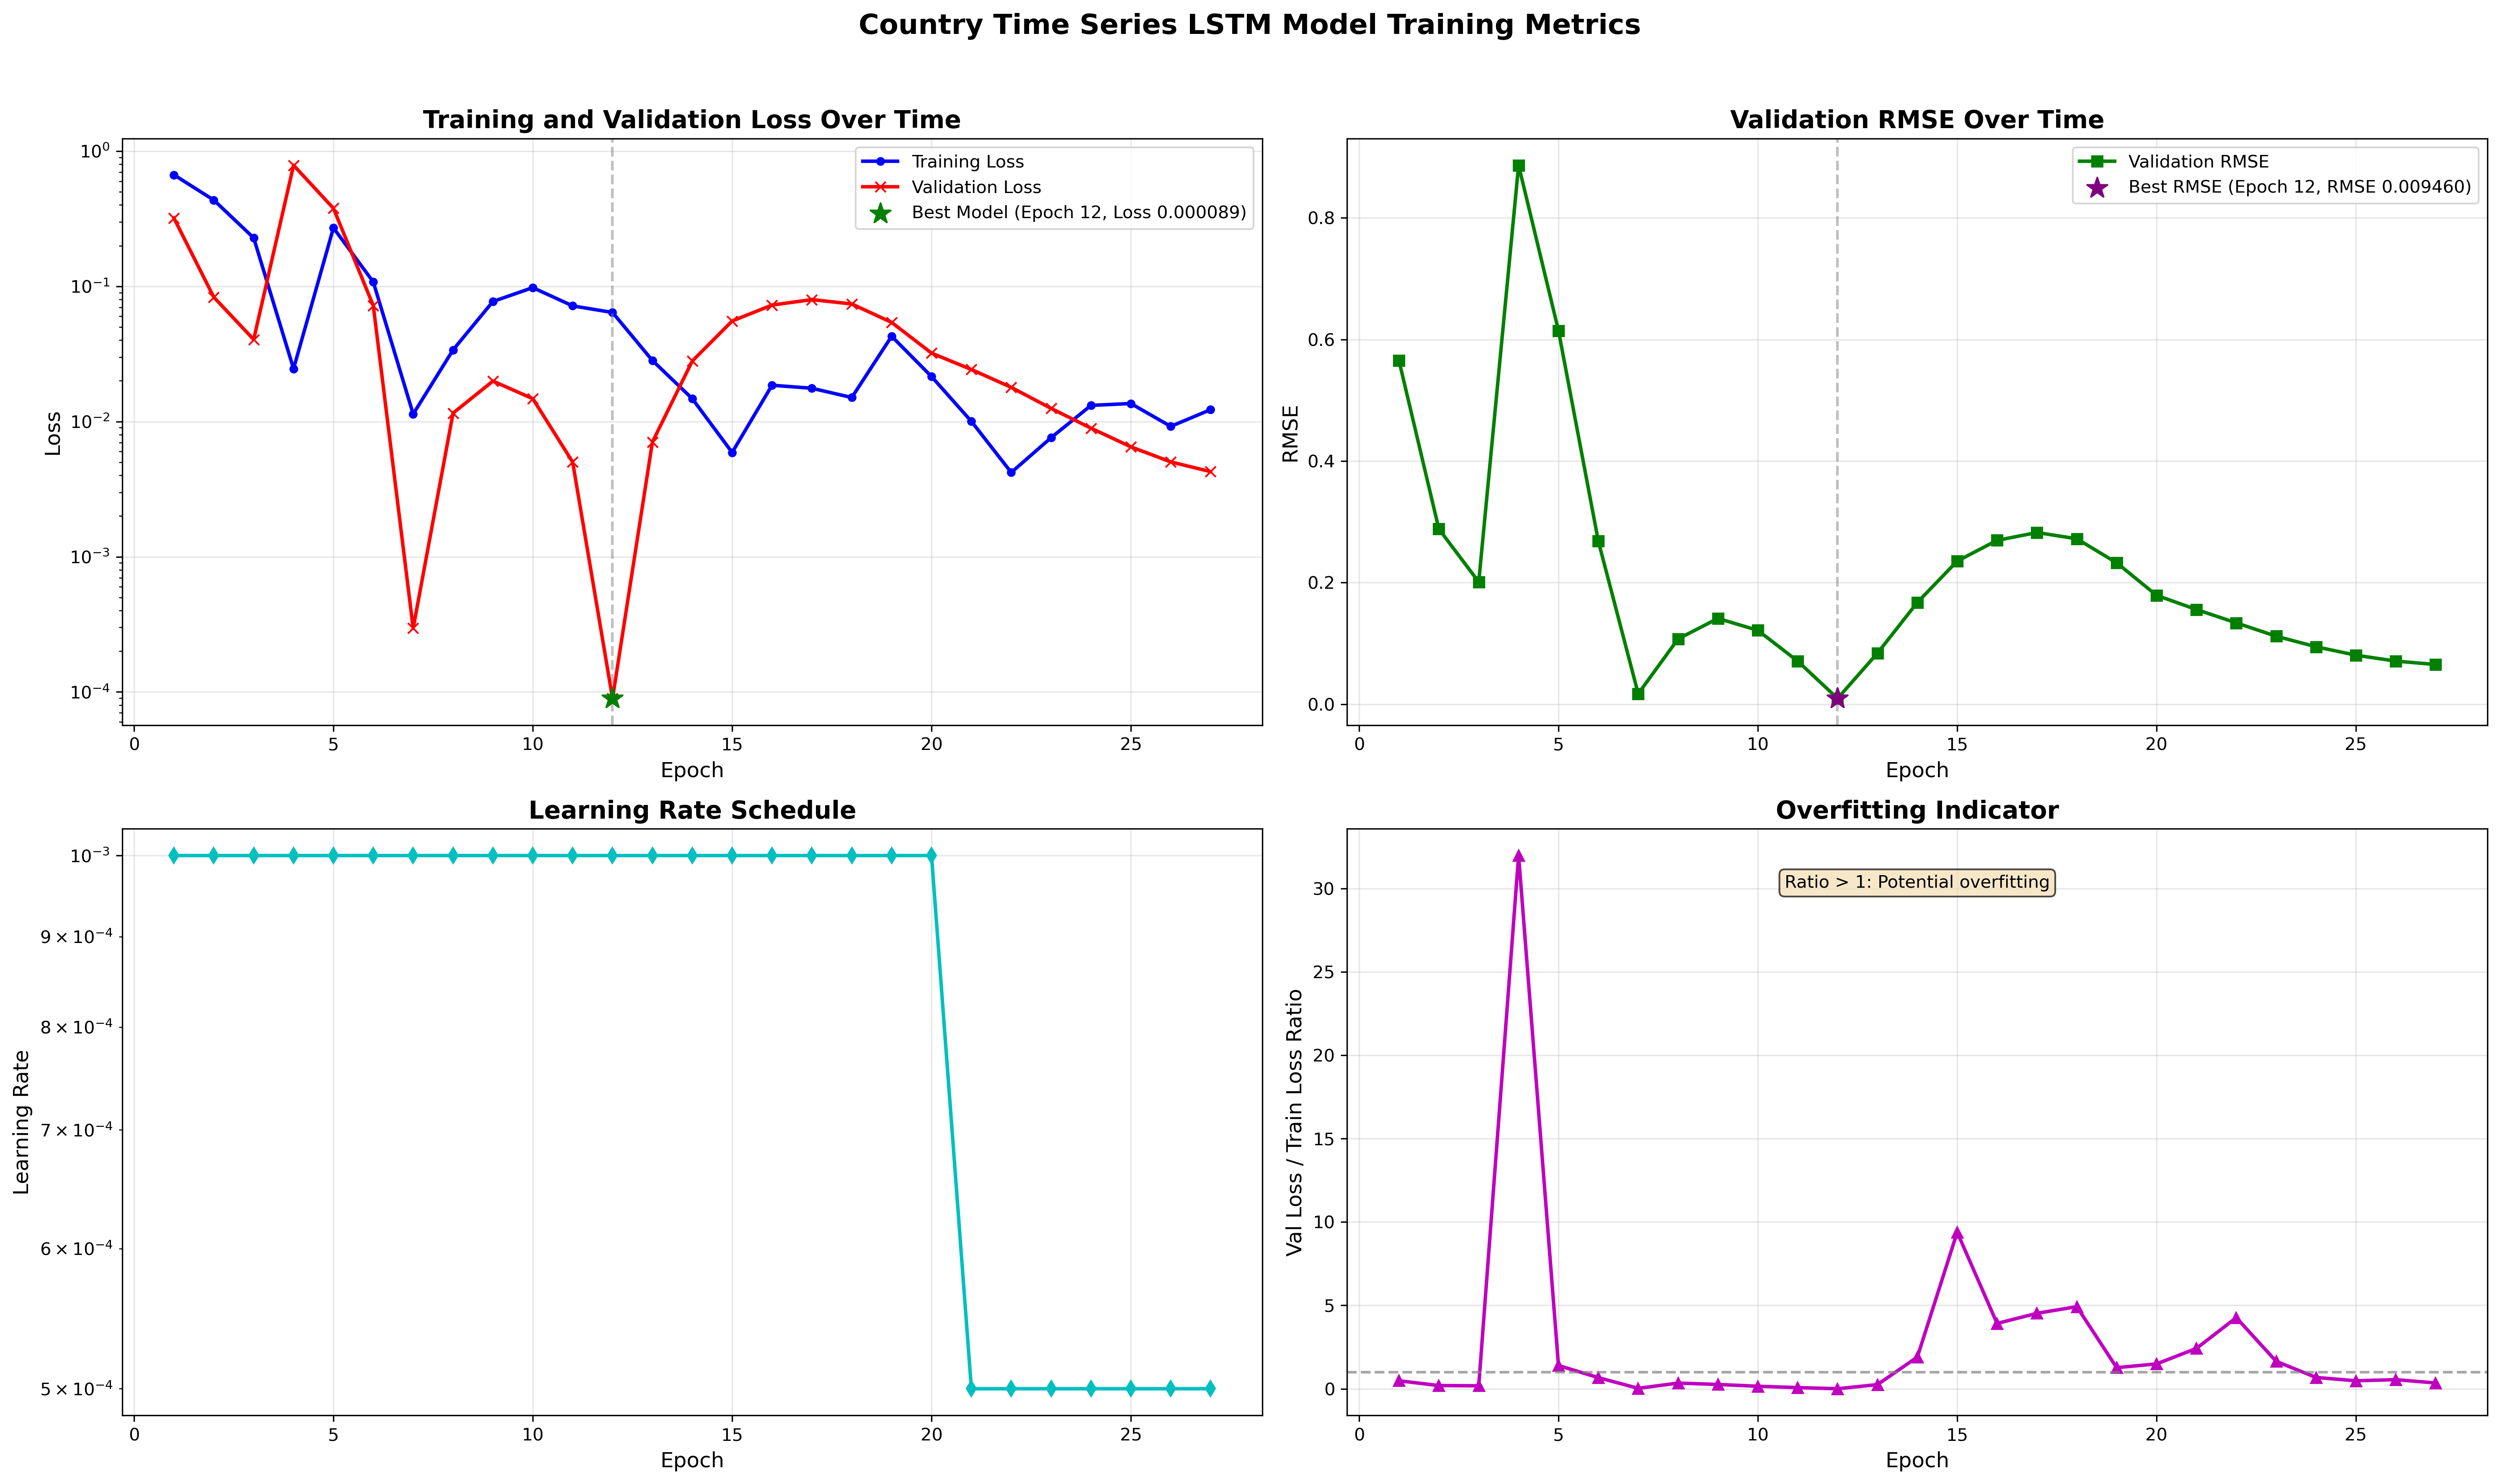 Country Time Series LSTM Model Training Metrics
Training and Validation Loss Over Time
10⁰
10⁻¹
10⁻²
10⁻³
10⁻⁴
Loss
Training Loss
Validation Loss
Best Model (Epoch 12, Loss 0.000089)
0 5 10 15 20 25
Epoch
Validation RMSE Over Time
0.8
0.6
0.4
0.2
0.0
RMSE
Validation RMSE
Best RMSE (Epoch 12, RMSE 0.009460)
0 5 10 15 20 25
Epoch
Learning Rate Schedule
10⁻³
9 × 10⁻⁴
8 × 10⁻⁴
7 × 10⁻⁴
6 × 10⁻⁴
5 × 10⁻⁴
Learning Rate
0 5 10 15 20 25
Epoch
Overfitting Indicator
30
25
20
15
10
5
0
Val Loss / Train Loss Ratio
Ratio > 1: Potential overfitting
0 5 10 15 20 25
Epoch